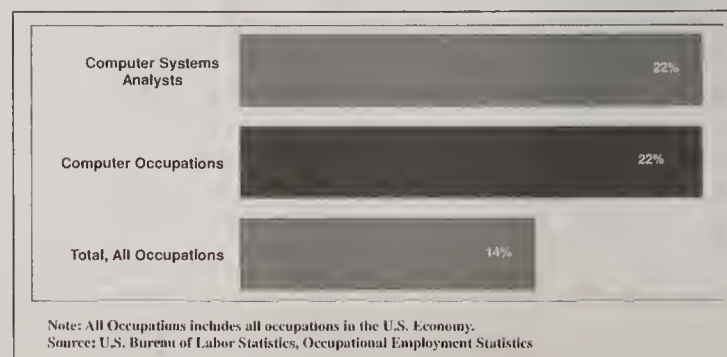 Computer Systems
Analysts
22%
Computer Occupations
22%
Total, All Occupations
14%
Note: All Occupations includes all occupations in the U.S. Economy.
Source: U.S. Bureau of Labor Statistics, Occupational Employment Statistics